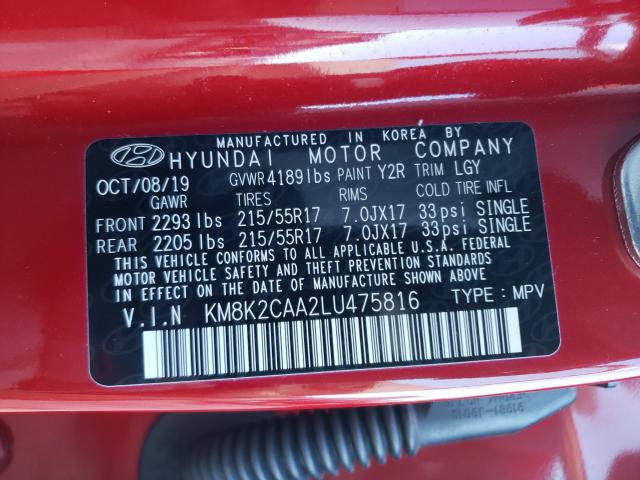 MANUFACTURED IN KOREA BY
HYUNDAI MOTOR COMPANY
OCT/08/19 GVWR 4189lbs PAINT Y2R TRIM LGY
GAWR TIRES RIMS COLD TIRE INFL
FRONT 2293 lbs 215/55R17 7.0JX17 33psi SINGLE
REAR 2205 lbs 215/55R17 7.0JX17 33psi SINGLE
THIS VEHICLE CONFORMS TO ALL APPLICABLE U.S.A. FEDERAL
MOTOR VEHICLE SAFETY, BUMPER, AND THEFT PREVENTION STANDARDS
IN EFFECT ON THE DATE OF MANUFACTURE SHOWN ABOVE.
V.I.N KM8K2CAA2LU475816 TYPE : MPV